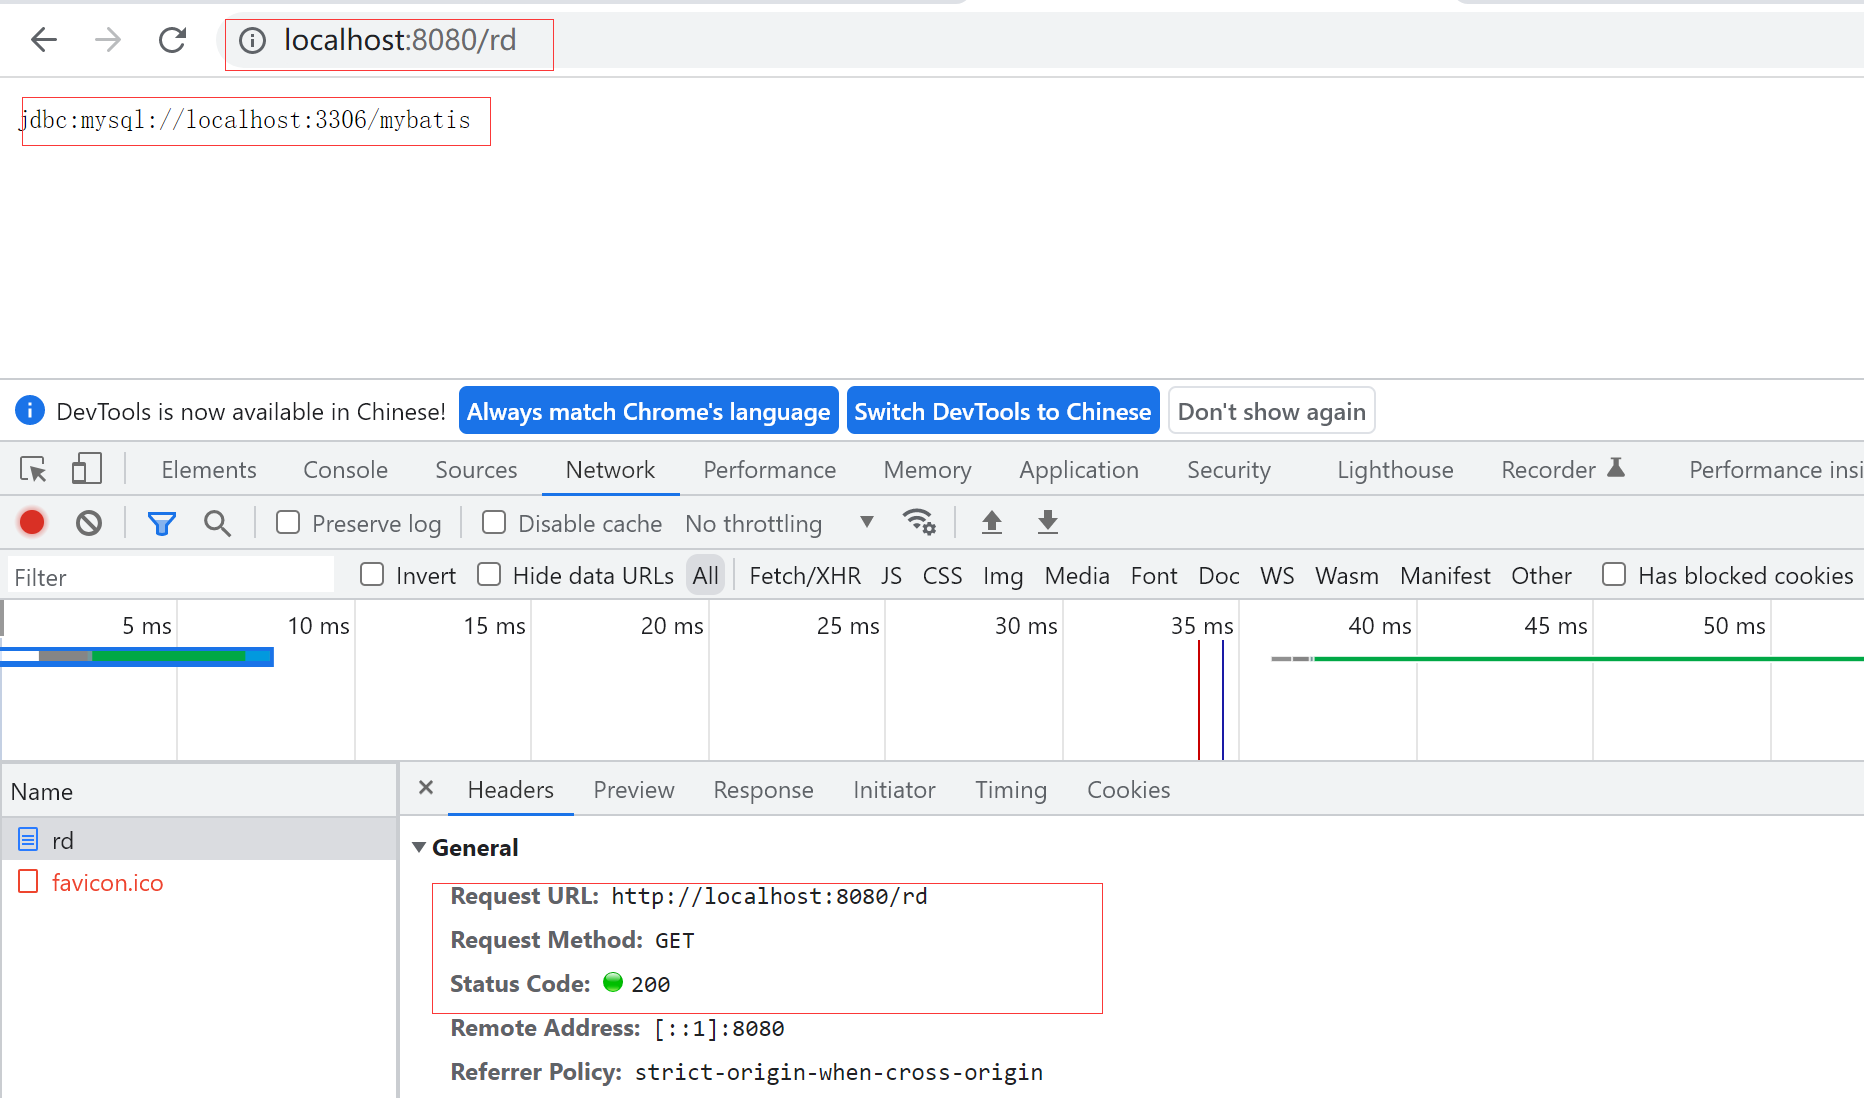 localhost:8080/rd
jdbc:mysql://localhost:3306/mybatis
DevTools is now available in Chinese! Always match Chrome's language Switch DevTools to Chinese Don't show again
Elements Console Sources Network Performance Memory Application Security Lighthouse Recorder Performance insi
Preserve log Disable cache No throttling
Filter Invert Hide data URLs All Fetch/XHR JS CSS Img Media Font Doc WS Wasm Manifest Other Has blocked cookies
5 ms 10 ms 15 ms 20 ms 25 ms 30 ms 35 ms 40 ms 45 ms 50 ms
Name Headers Preview Response Initiator Timing Cookies
rd
favicon.ico
General
Request URL: http://localhost:8080/rd
Request Method: GET
Status Code: 200
Remote Address: [::1]:8080
Referrer Policy: strict-origin-when-cross-origin